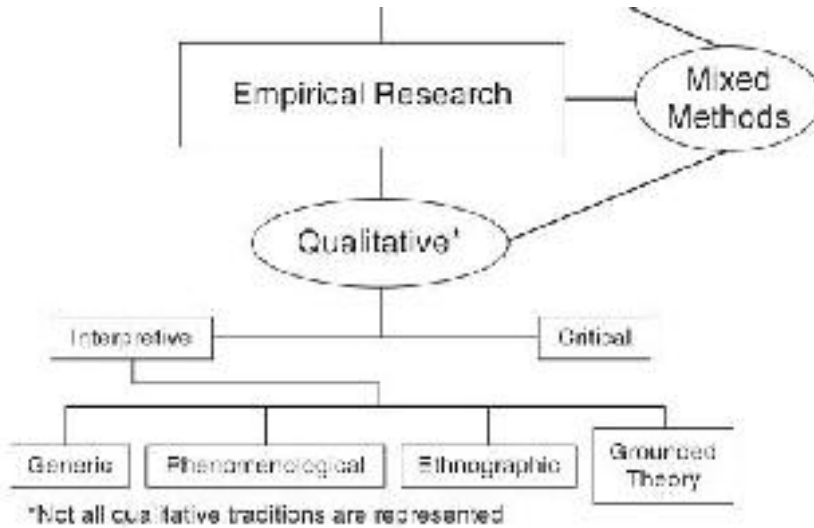 Empirical Research
Mixed
Methods
Qualitative*
Interpretive
Critical
Generic
Phenomenological
Ethnographic
Grounded
Theory
*Not all qualitative traditions are represented